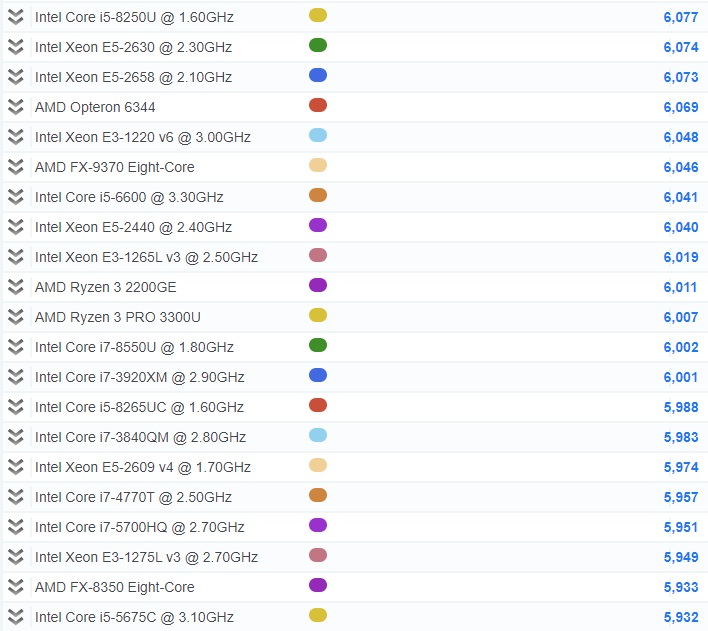 Intel Core i5-8250U @ 1.60GHz 6,077
Intel Xeon E5-2630 @ 2.30GHz 6,074
Intel Xeon E5-2658 @ 2.10GHz 6,073
AMD Opteron 6344 6,069
Intel Xeon E3-1220 v6 @ 3.00GHz 6,048
AMD FX-9370 Eight-Core 6,046
Intel Core i5-6600 @ 3.30GHz 6,041
Intel Xeon E5-2440 @ 2.40GHz 6,040
Intel Xeon E3-1265L v3 @ 2.50GHz 6,019
AMD Ryzen 3 2200GE 6,011
AMD Ryzen 3 PRO 3300U 6,007
Intel Core i7-8550U @ 1.80GHz 6,002
Intel Core i7-3920XM @ 2.90GHz 6,001
Intel Core i5-8265UC @ 1.60GHz 5,988
Intel Core i7-3840QM @ 2.80GHz 5,983
Intel Xeon E5-2609 v4 @ 1.70GHz 5,974
Intel Core i7-4770T @ 2.50GHz 5,957
Intel Core i7-5700HQ @ 2.70GHz 5,951
Intel Xeon E3-1275L v3 @ 2.70GHz 5,949
AMD FX-8350 Eight-Core 5,933
Intel Core i5-5675C @ 3.10GHz 5,932